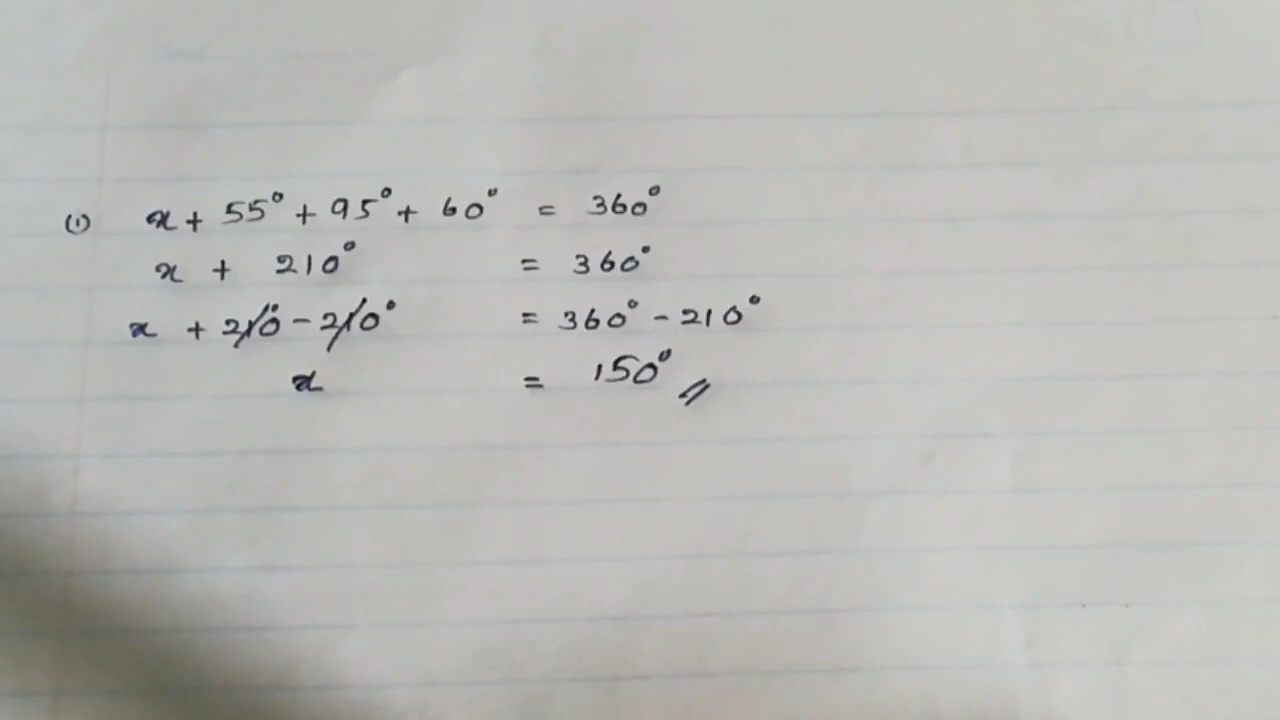 (1) x + 55° + 95° + 60° = 360°
x + 210° = 360°
x + 210° - 210° = 360° - 210°
x = 150°